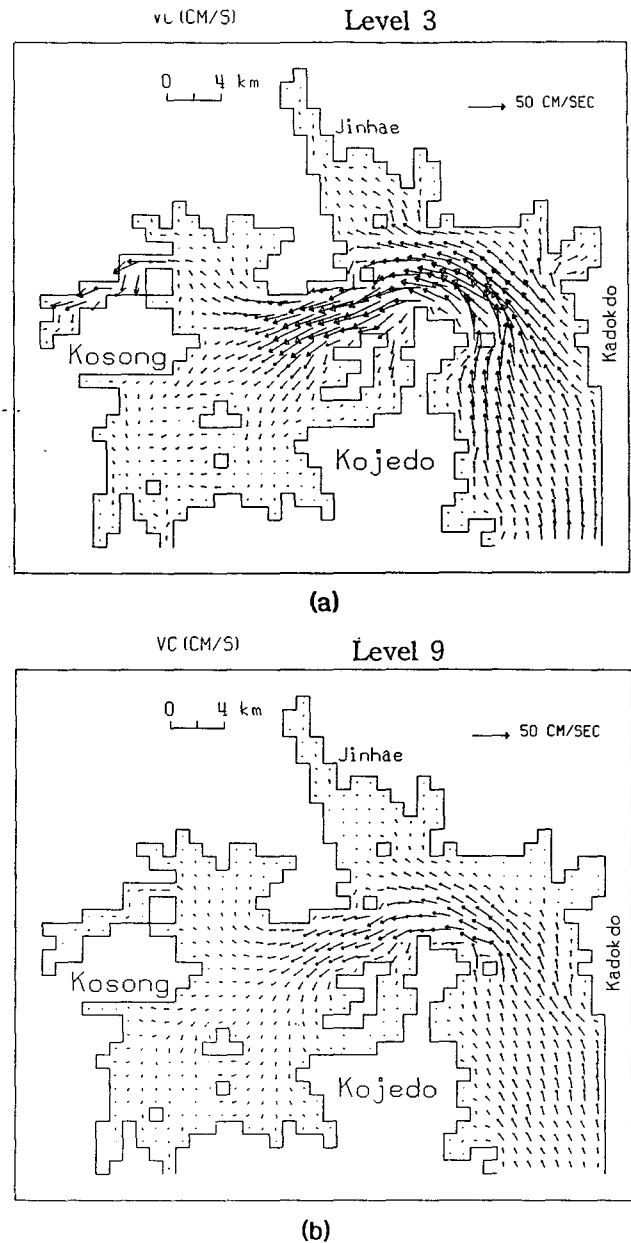 VC (CM/S) Level 3
0 4 km
50 CM/SEC
Jinhae
Kadokdo
Kosong
Kojedo
(a)
VC (CM/S) Level 9
0 4 km
50 CM/SEC
Jinhae
Kadokdo
Kosong
Kojedo
(b)